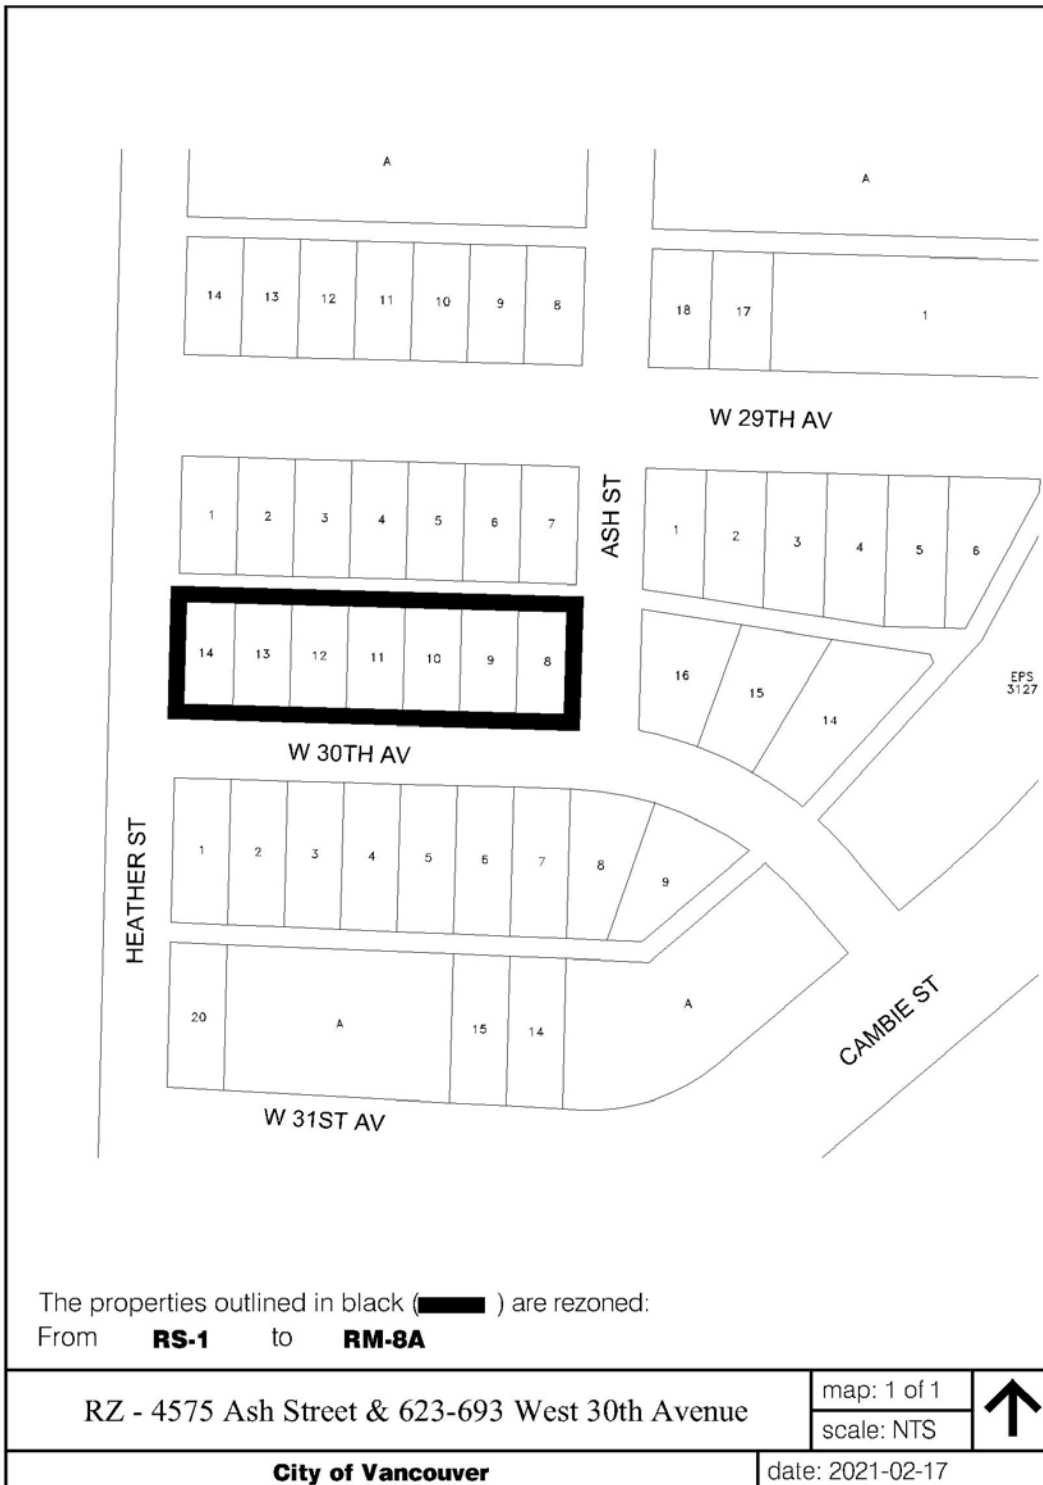 A
A
14 13 12 11 10 9 8
18 17 1
W 29TH AV
1 2 3 4 5 6 7
ASH ST
1 2 3 4 5 6
14 13 12 11 10 9 8
16 15 14
EPS
3127
W 30TH AV
HEATHER ST
1 2 3 4 5 6 7 8 9
20 A 15 14 A
CAMBIE ST
W 31ST AV
The properties outlined in black ( ) are rezoned:
From RS-1 to RM-8A
RZ - 4575 Ash Street & 623-693 West 30th Avenue
map: 1 of 1
scale: NTS
City of Vancouver
date: 2021-02-17